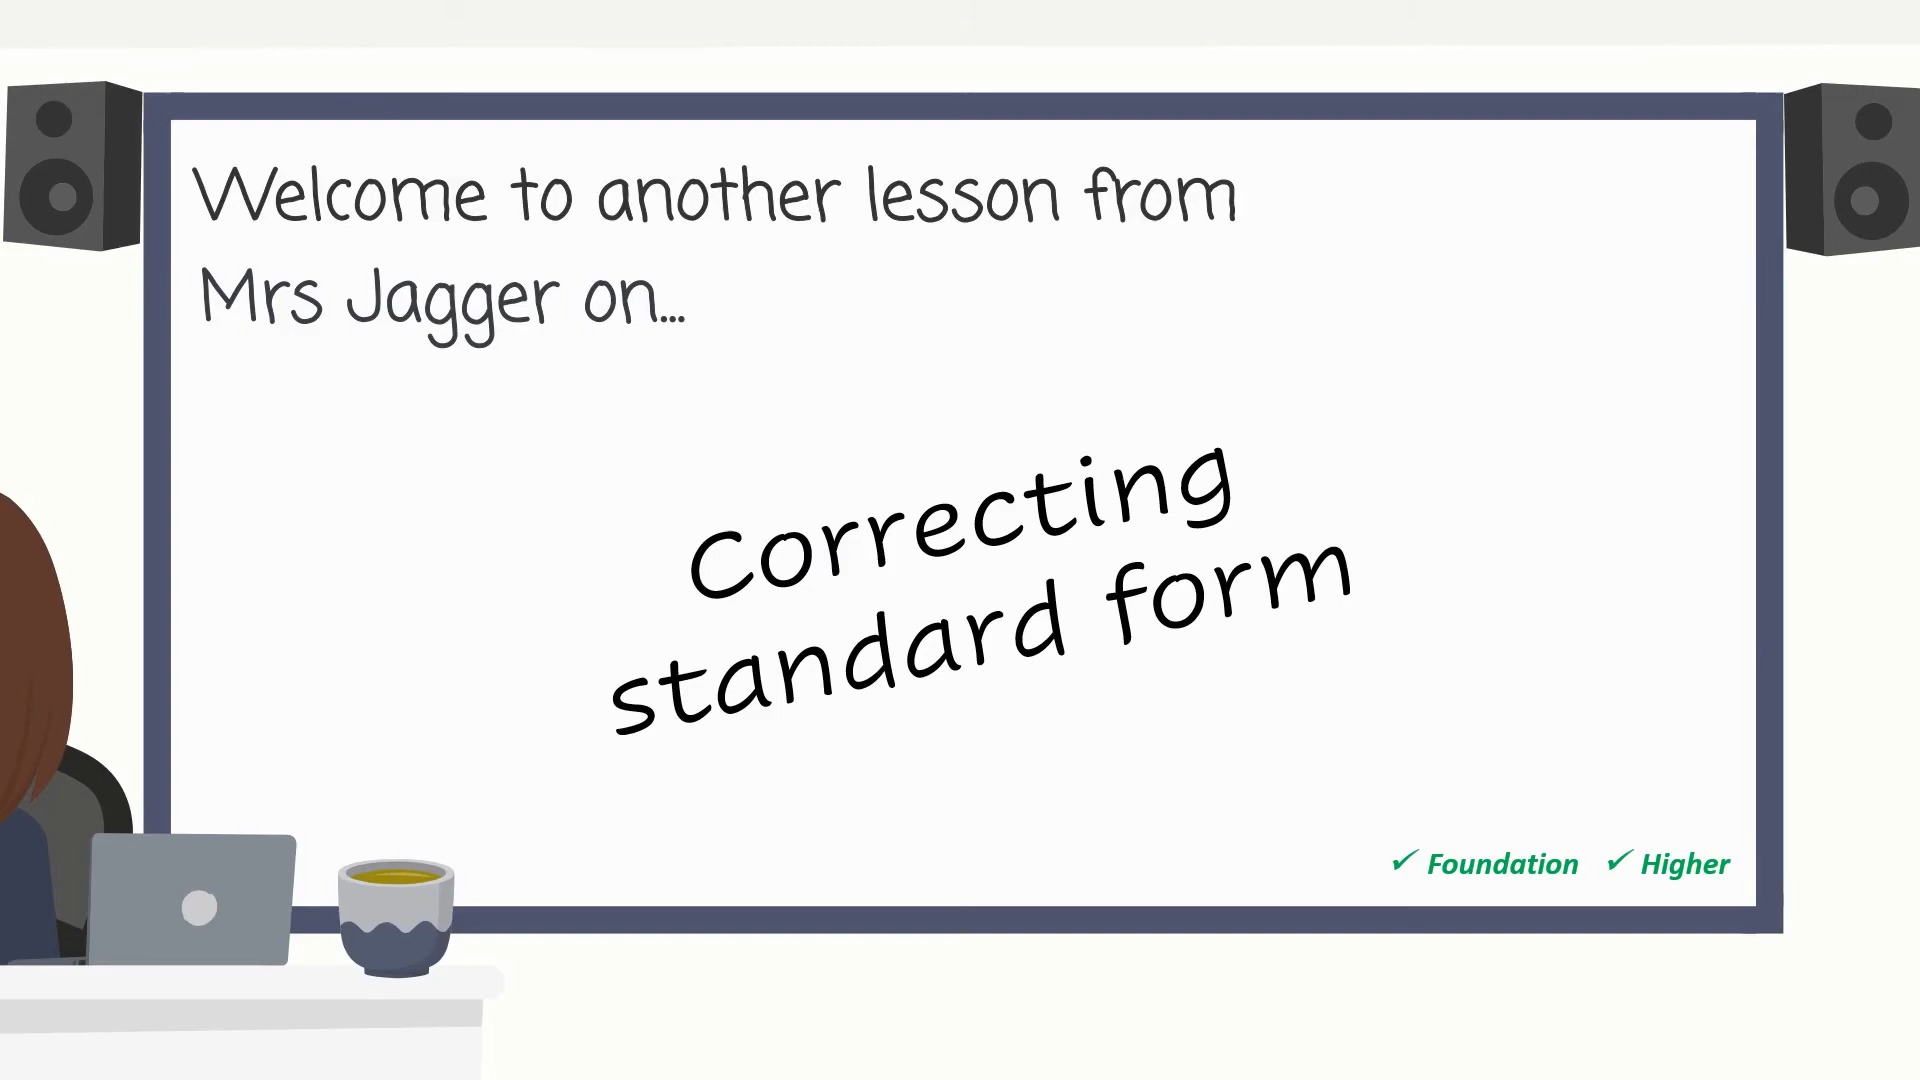 Welcome to another lesson from
Mrs Jagger on...
Correcting
standard form
✓ Foundation ✓ Higher